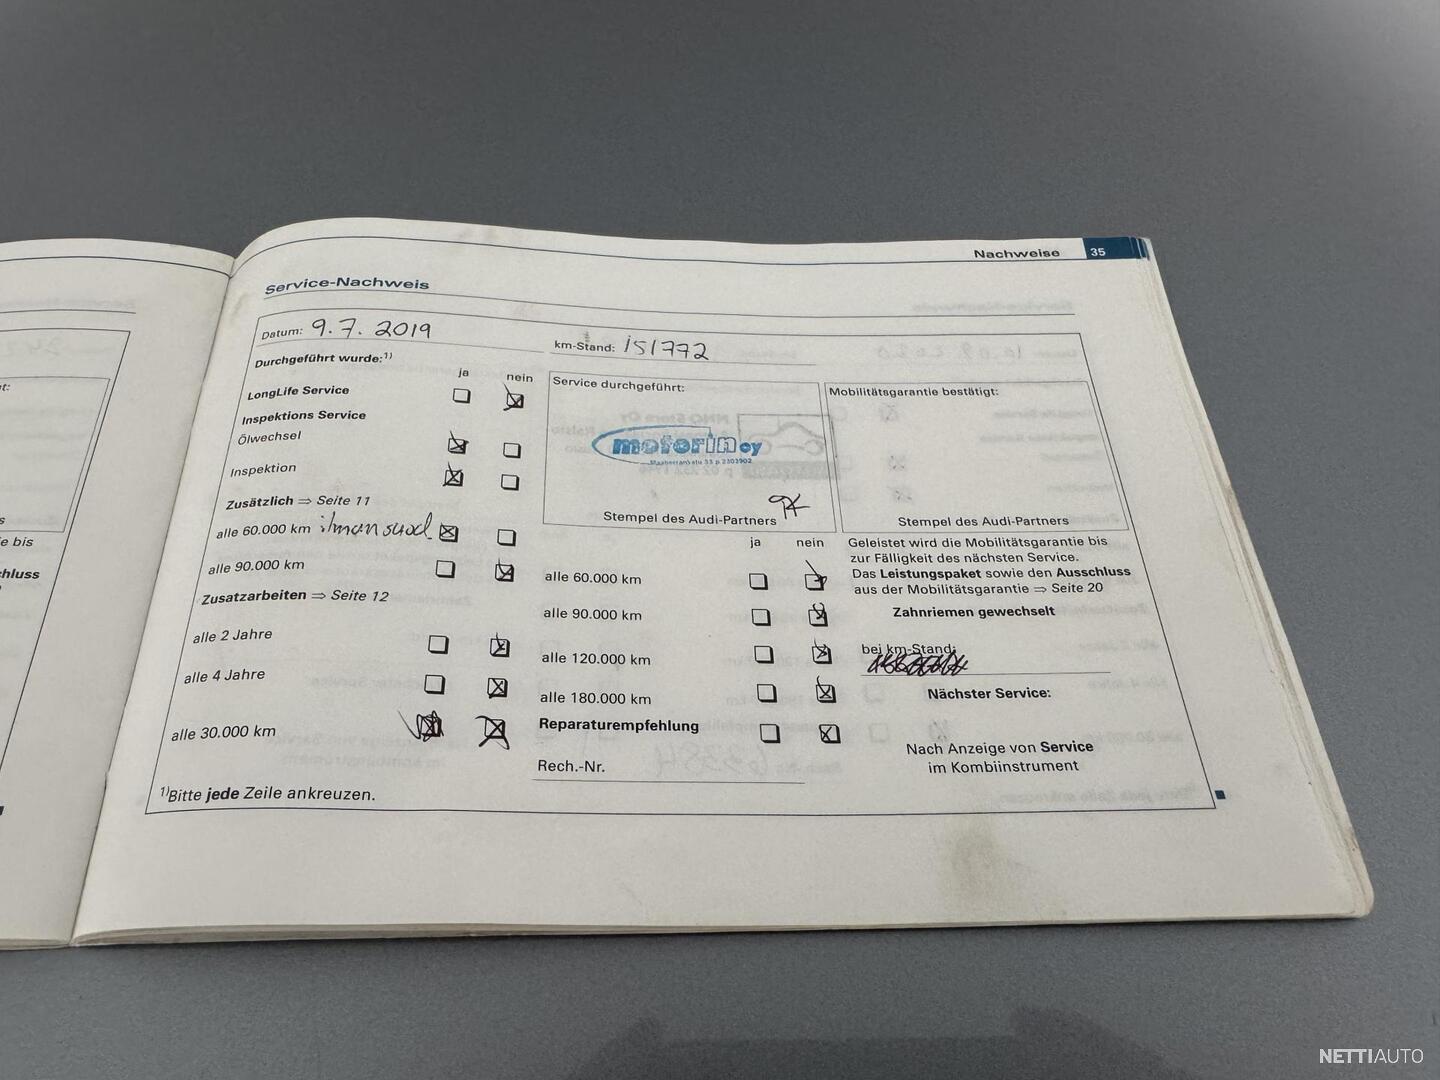 Nachweise 35
Service-Nachweis
Datum: 9.7. 2019
km-Stand: 151772
Durchgeführt wurde:1)
ja nein
LongLife Service
Inspektions Service
Ölwechsel
Inspektion
Zusätzlich ⇒ Seite 11
alle 60.000 km
alle 90.000 km
Zusatzarbeiten ⇒ Seite 12
alle 2 Jahre
alle 4 Jahre
alle 30.000 km
1)Bitte jede Zeile ankreuzen.
Service durchgeführt:
motorin oy
Stempel des Audi-Partners
ja nein
alle 60.000 km
alle 90.000 km
alle 120.000 km
alle 180.000 km
Reparaturempfehlung
Rech.-Nr.
Mobilitätsgarantie bestätigt:
Stempel des Audi-Partners
Geleistet wird die Mobilitätsgarantie bis
zur Fälligkeit des nächsten Service.
Das Leistungspaket sowie den Ausschluss
aus der Mobilitätsgarantie ⇒ Seite 20
Zahnriemen gewechselt
bei km-Stand:
Nächster Service:
Nach Anzeige von Service
im Kombiinstrument
NETTIAUTO